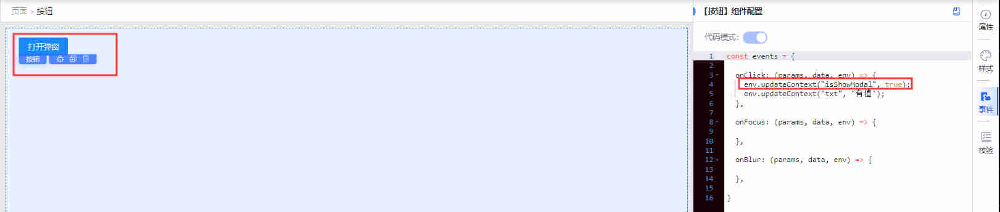 页面 > 按钮
打开弹窗
按钮
【按钮】组件配置
代码模式：
1 const events = {
2
3 onClick: (params, data, env) => {
4 env.updateContext("isShowModal", true);
5 env.updateContext("txt", '有值');
6 },
7
8 onFocus: (params, data, env) => {
9
10 },
11
12 onBlur: (params, data, env) => {
13
14 },
15
16 }
属性
样式
事件
校验